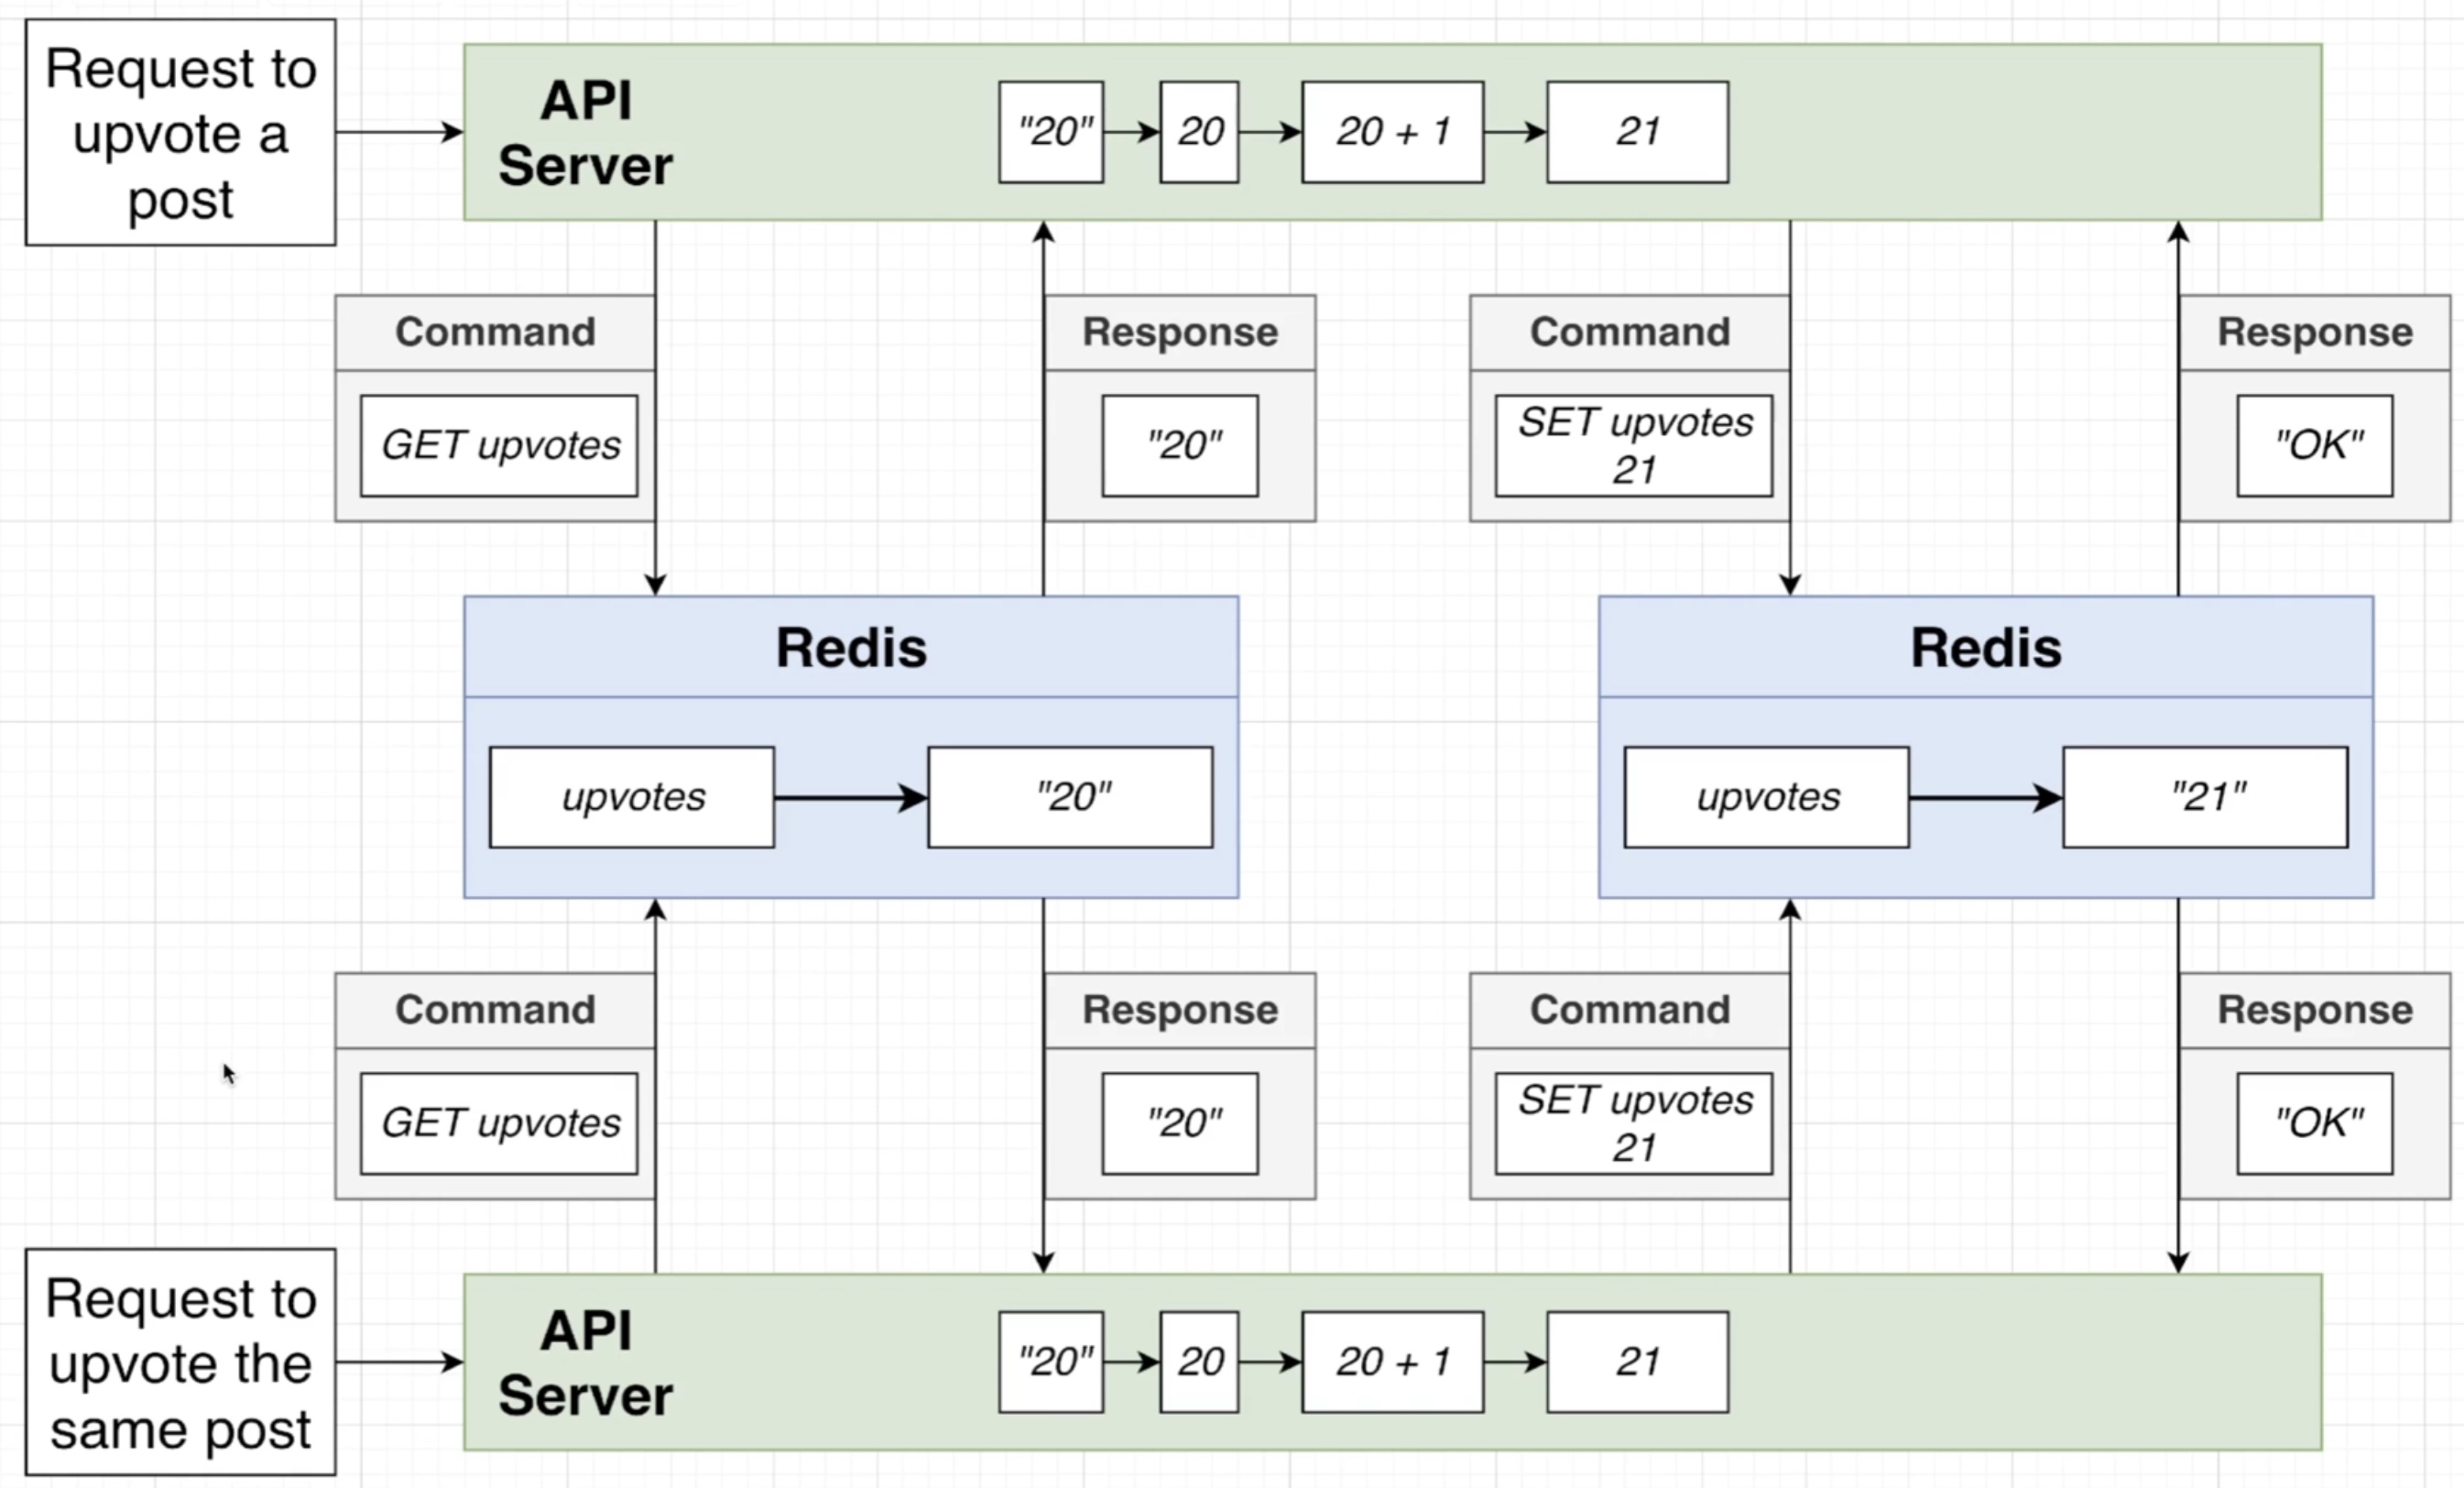 Request to
upvote a
post
API
Server
"20"
20
20 + 1
21
Command
GET upvotes
Response
"20"
Command
SET upvotes
21
Response
"OK"
Redis
upvotes
"20"
Redis
upvotes
"21"
Command
GET upvotes
Response
"20"
Command
SET upvotes
21
Response
"OK"
Request to
upvote the
same post
API
Server
"20"
20
20 + 1
21